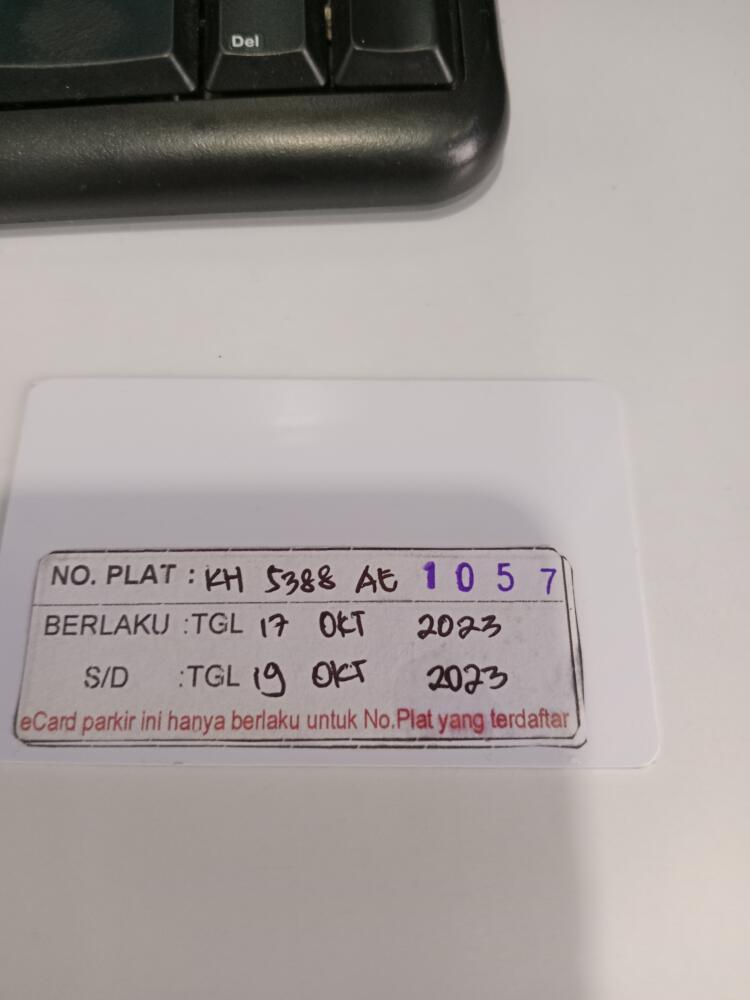 Del
NO. PLAT : KH 5388 AE 1057
BERLAKU :TGL 17 OKT 2023
S/D :TGL 19 OKT 2023
eCard parkir ini hanya berlaku untuk No.Plat yang terdaftar